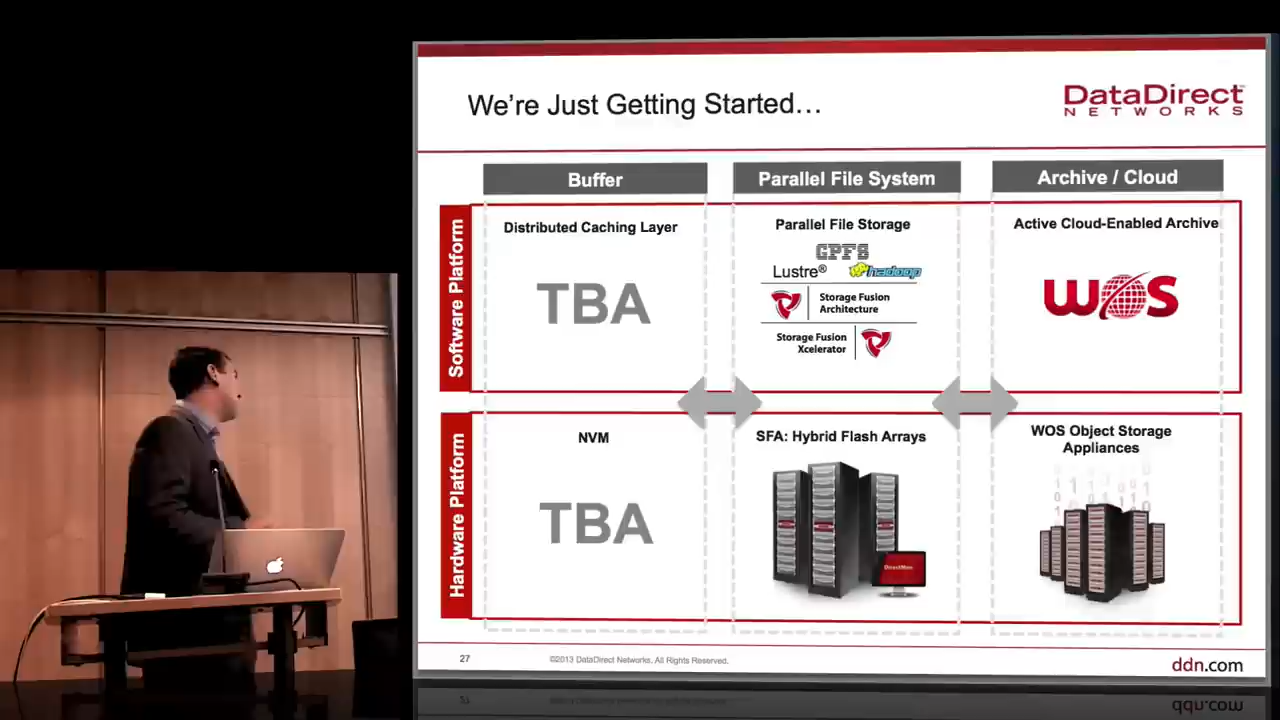 We're Just Getting Started…
DataDirect
NETWORKS
Buffer
Parallel File System
Archive / Cloud
Software Platform
Distributed Caching Layer
TBA
Parallel File Storage
GPFS
Lustre® hadoop
Storage Fusion
Architecture
Storage Fusion
Xcelerator
Active Cloud-Enabled Archive
WOS
Hardware Platform
NVM
TBA
SFA: Hybrid Flash Arrays
DirectMon
WOS Object Storage
Appliances
27
©2013 DataDirect Networks. All Rights Reserved.
ddn.com